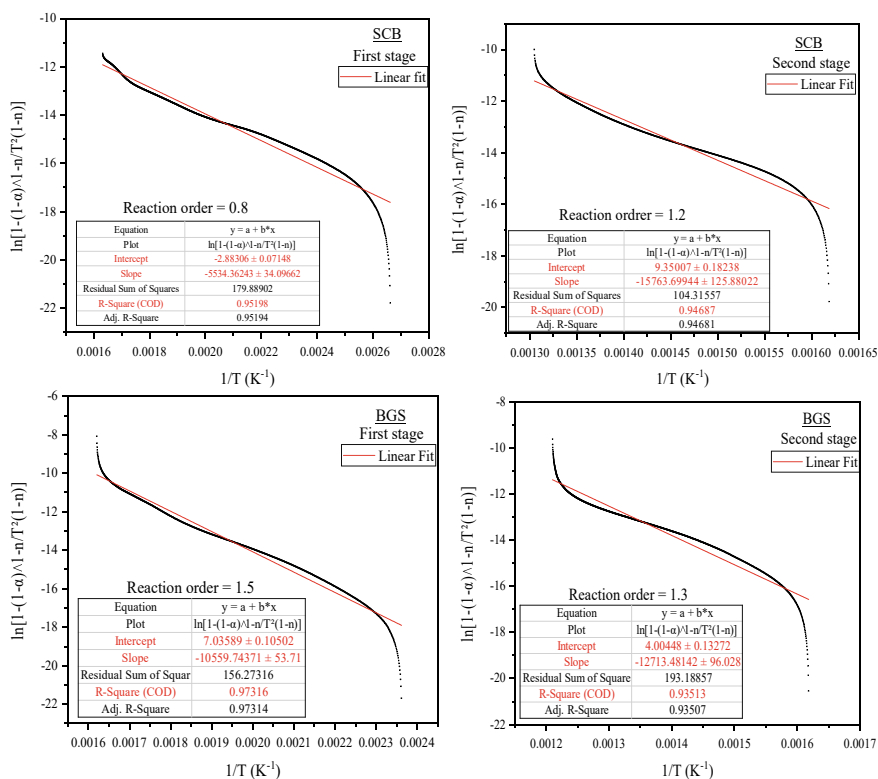 SCB
First stage
Linear fit
ln[1-(1-α)^1-n/T²(1-n)]
-10
-12
-14
-16
-18
-20
-22
Reaction order = 0.8
Equation y = a + b*x
Plot ln[1-(1-α)^1-n/T²(1-n)]
Intercept -2.88306 ± 0.07148
Slope -5534.36243 ± 34.09662
Residual Sum of Squares 179.88902
R-Square (COD) 0.95198
Adj. R-Square 0.95194
0.0016 0.0018 0.0020 0.0022 0.0024 0.0026 0.0028
1/T (K⁻¹)
SCB
Second stage
Linear Fit
ln[1-(1-α)^1-n/T²(1-n)]
-10
-12
-14
-16
-18
-20
Reaction ordrer = 1.2
Equation y = a + b*x
Plot ln[1-(1-α)^1-n/T²(1-n)]
Intercept 9.35007 ± 0.18238
Slope -15763.69944 ± 125.88022
Residual Sum of Squares 104.31557
R-Square (COD) 0.94687
Adj. R-Square 0.94681
0.00130 0.00135 0.00140 0.00145 0.00150 0.00155 0.00160 0.00165
1/T (K⁻¹)
BGS
First stage
Linear Fit
ln[1-(1-α)^1-n/T²(1-n)]
-6
-8
-10
-12
-14
-16
-18
-20
-22
Reaction order = 1.5
Equation y = a + b*x
Plot ln[1-(1-α)^1-n/T²(1-n)]
Intercept 7.03589 ± 0.10502
Slope -10559.74371 ± 53.71
Residual Sum of Squar 156.27316
R-Square (COD) 0.97316
Adj. R-Square 0.97314
0.0016 0.0017 0.0018 0.0019 0.0020 0.0021 0.0022 0.0023 0.0024
1/T (K⁻¹)
BGS
Second stage
Linear Fit
ln[1-(1-α)^1-n/T²(1-n)]
-8
-10
-12
-14
-16
-18
-20
-22
Reaction order = 1.3
Equation y = a + b*x
Plot ln[1-(1-α)^1-n/T²(1-n)]
Intercept 4.00448 ± 0.13272
Slope -12713.48142 ± 96.028
Residual Sum of Square 193.18857
R-Square (COD) 0.93513
Adj. R-Square 0.93507
0.0012 0.0013 0.0014 0.0015 0.0016 0.0017
1/T (K⁻¹)